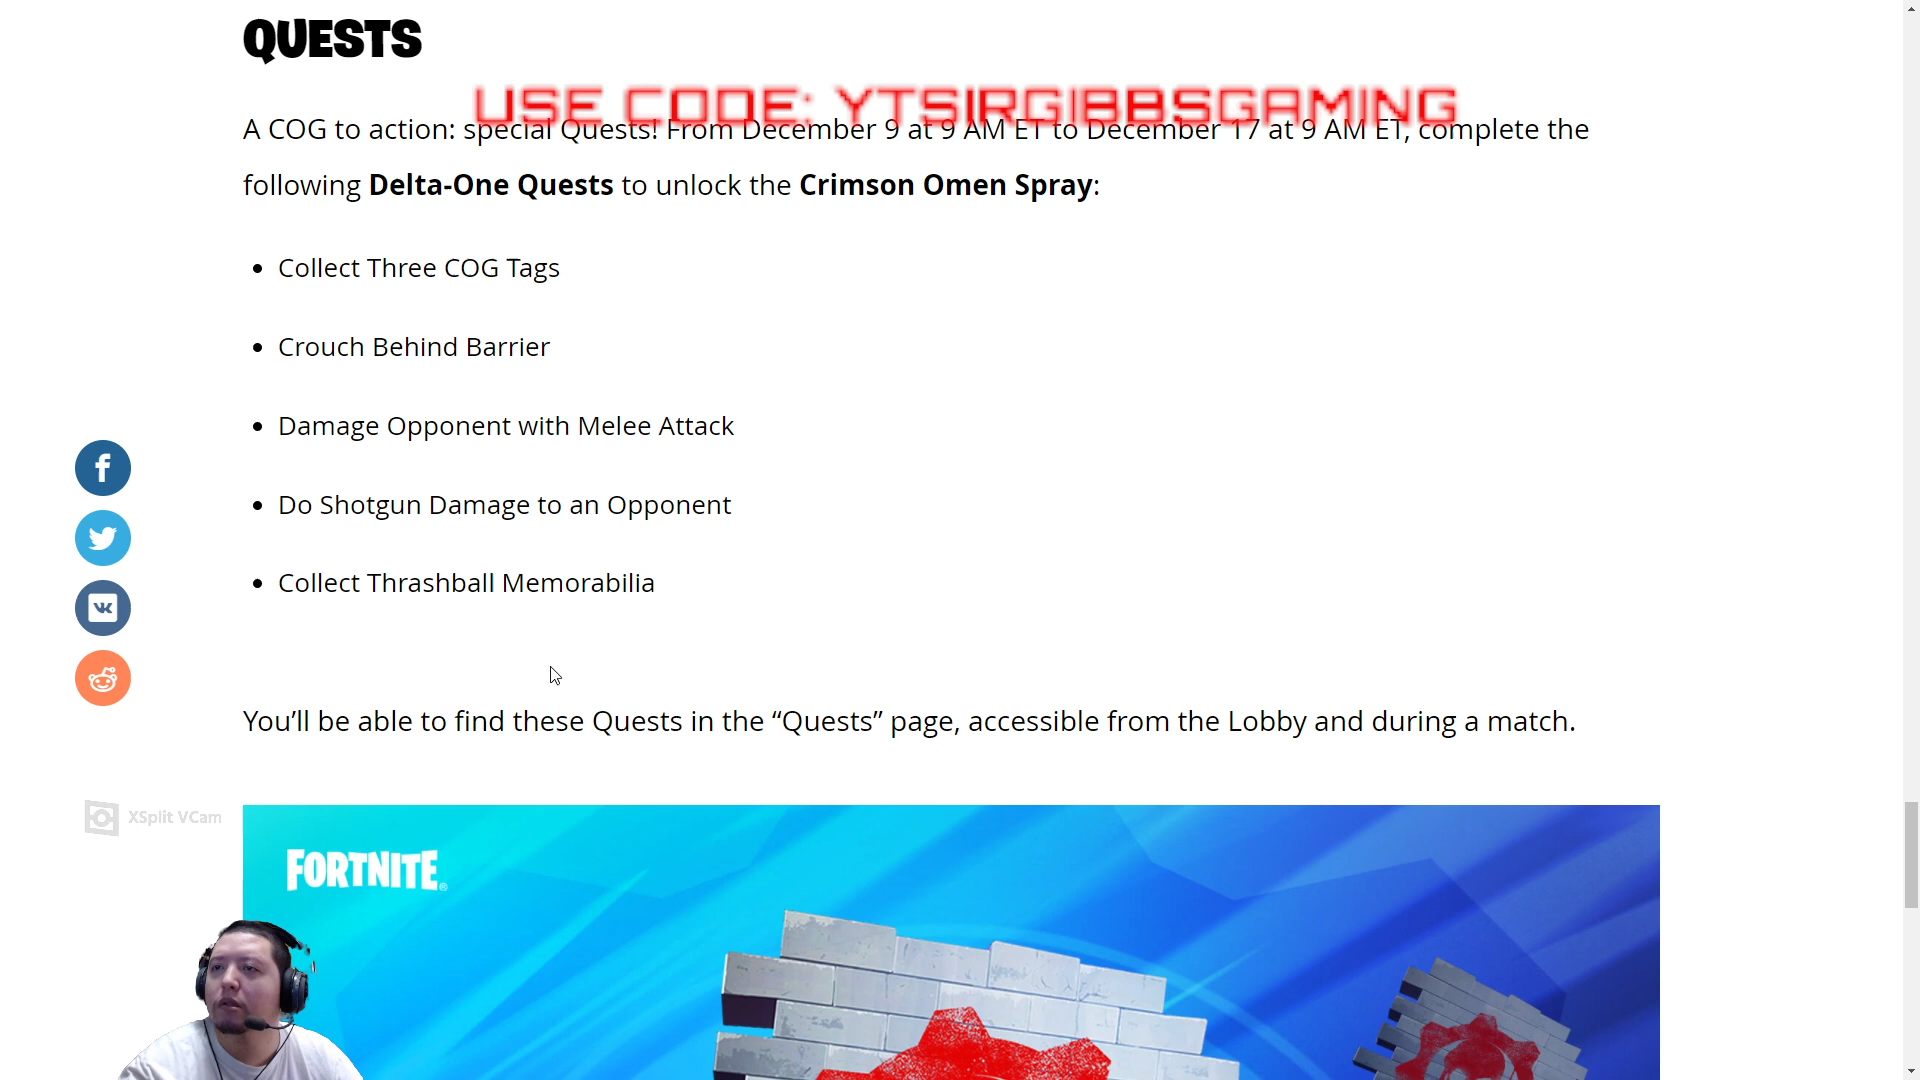 QUESTS
USE CODE: YTSIRGIBBSGAMING
A COG to action: special Quests! From December 9 at 9 AM ET to December 17 at 9 AM ET, complete the
following Delta-One Quests to unlock the Crimson Omen Spray:
• Collect Three COG Tags
• Crouch Behind Barrier
• Damage Opponent with Melee Attack
• Do Shotgun Damage to an Opponent
• Collect Thrashball Memorabilia
You’ll be able to find these Quests in the “Quests” page, accessible from the Lobby and during a match.
XSplit VCam
FORTNITE®